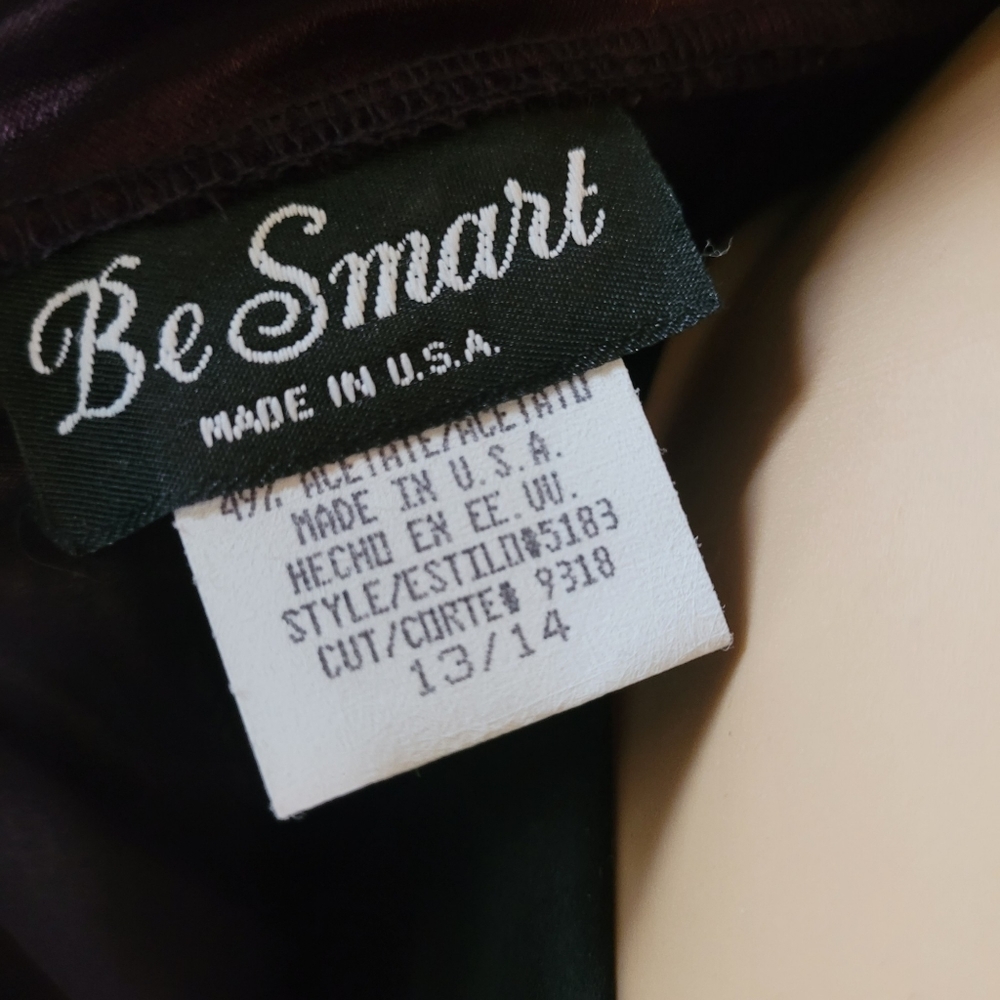 Be Smart
MADE IN U.S.A.
49% ACETATE/ACETATO
MADE IN U.S.A.
HECHO EN EE.UU.
STYLE/ESTILO#5183
CUT/CORTE# 9318
13/14